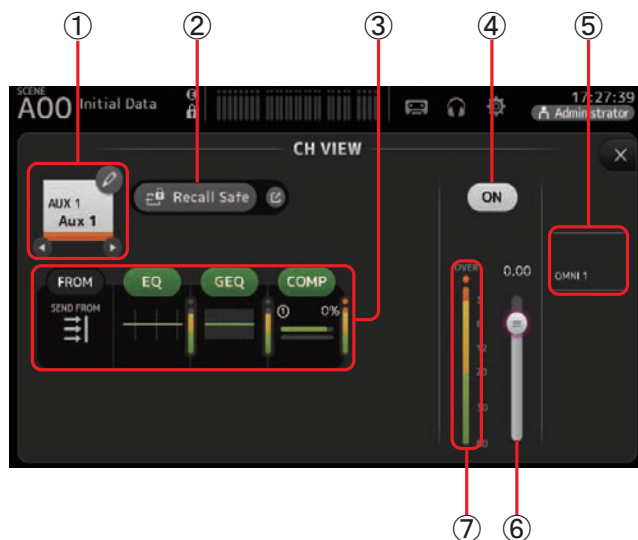 ① ② ③ ④ ⑤
SCENE
A00 Initial Data
17:27:39
Administrator
CH VIEW
AUX 1
Aux 1
Recall Safe
ON
FROM EQ GEQ COMP
SEND FROM
① 0%
OVER
0.00
OMNI 1
⑦ ⑥